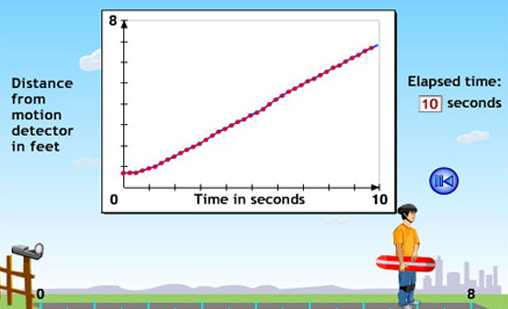 8
Distance
from
motion
detector
in feet
0
Time in seconds
10
Elapsed time:
10 seconds
0
8